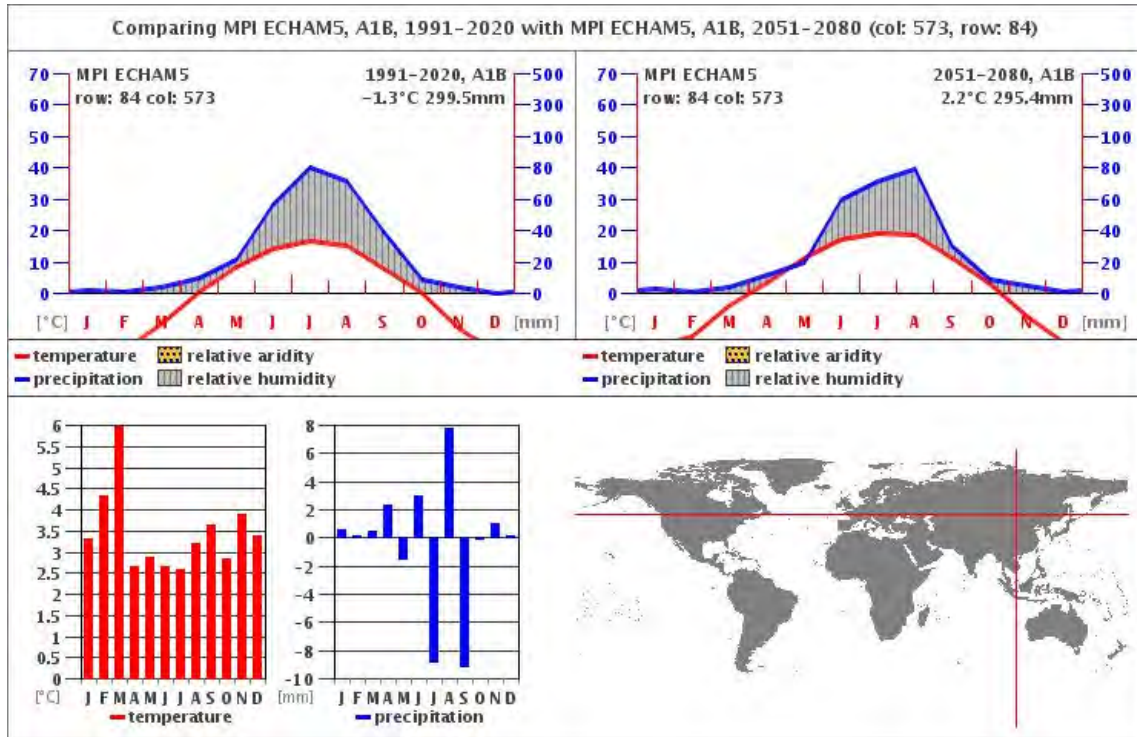 Comparing MPI ECHAM5, A1B, 1991-2020 with MPI ECHAM5, A1B, 2051-2080 (col: 573, row: 84)
MPI ECHAM5 1991-2020, A1B
row: 84 col: 573 -1.3°C 299.5mm
70 500
60 300
50 100
40 80
30 60
20 40
10 20
0 0
[°C] J F M A M J J A S O N D [mm]
MPI ECHAM5 2051-2080, A1B
row: 84 col: 573 2.2°C 295.4mm
70 500
60 300
50 100
40 80
30 60
20 40
10 20
0 0
[°C] J F M A M J J A S O N D [mm]
temperature relative aridity
precipitation relative humidity
temperature relative aridity
precipitation relative humidity
6
5.5
5
4.5
4
3.5
3
2.5
2
1.5
1
0.5
0
[°C] J F M A M J J A S O N D
temperature
8
6
4
2
0
-2
-4
-6
-8
-10
[mm] J F M A M J J A S O N D
precipitation